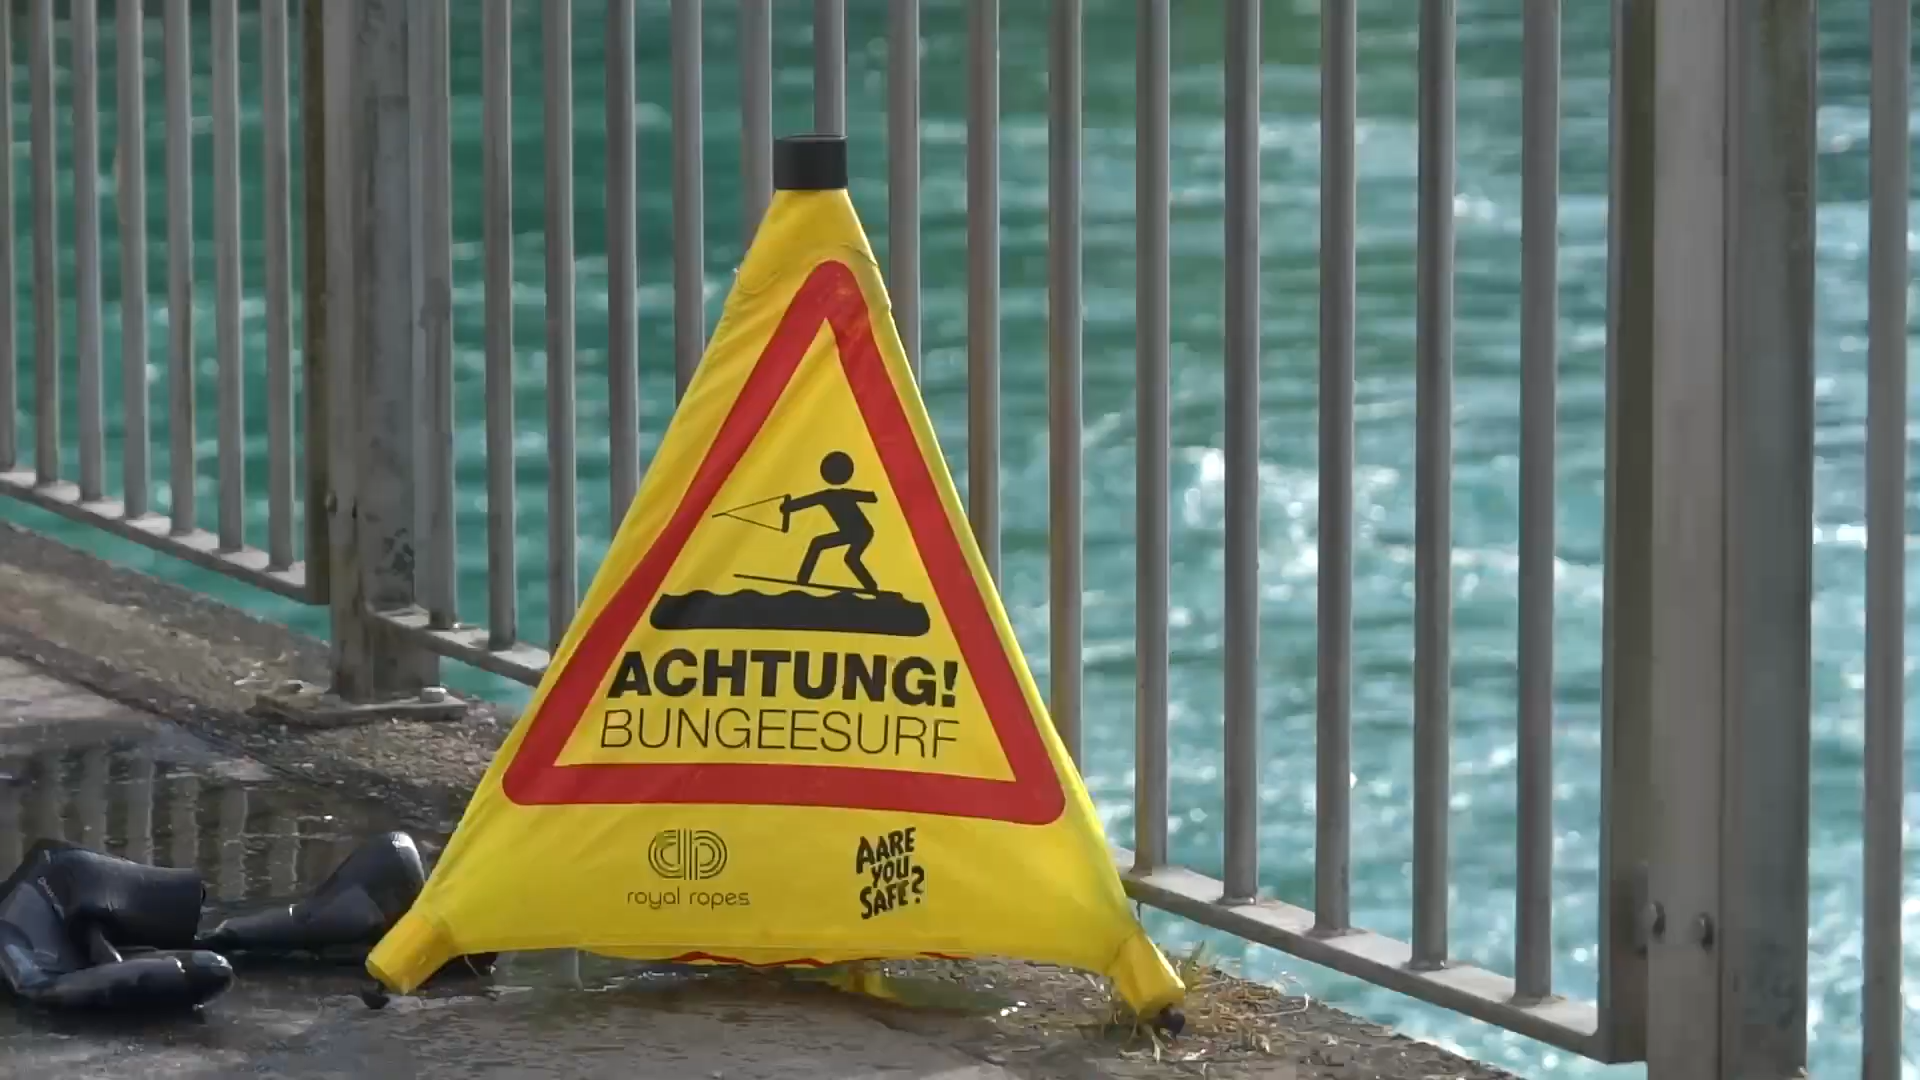 ACHTUNG!
BUNGEESURF
royal ropes
AARE
YOU
SAFE?